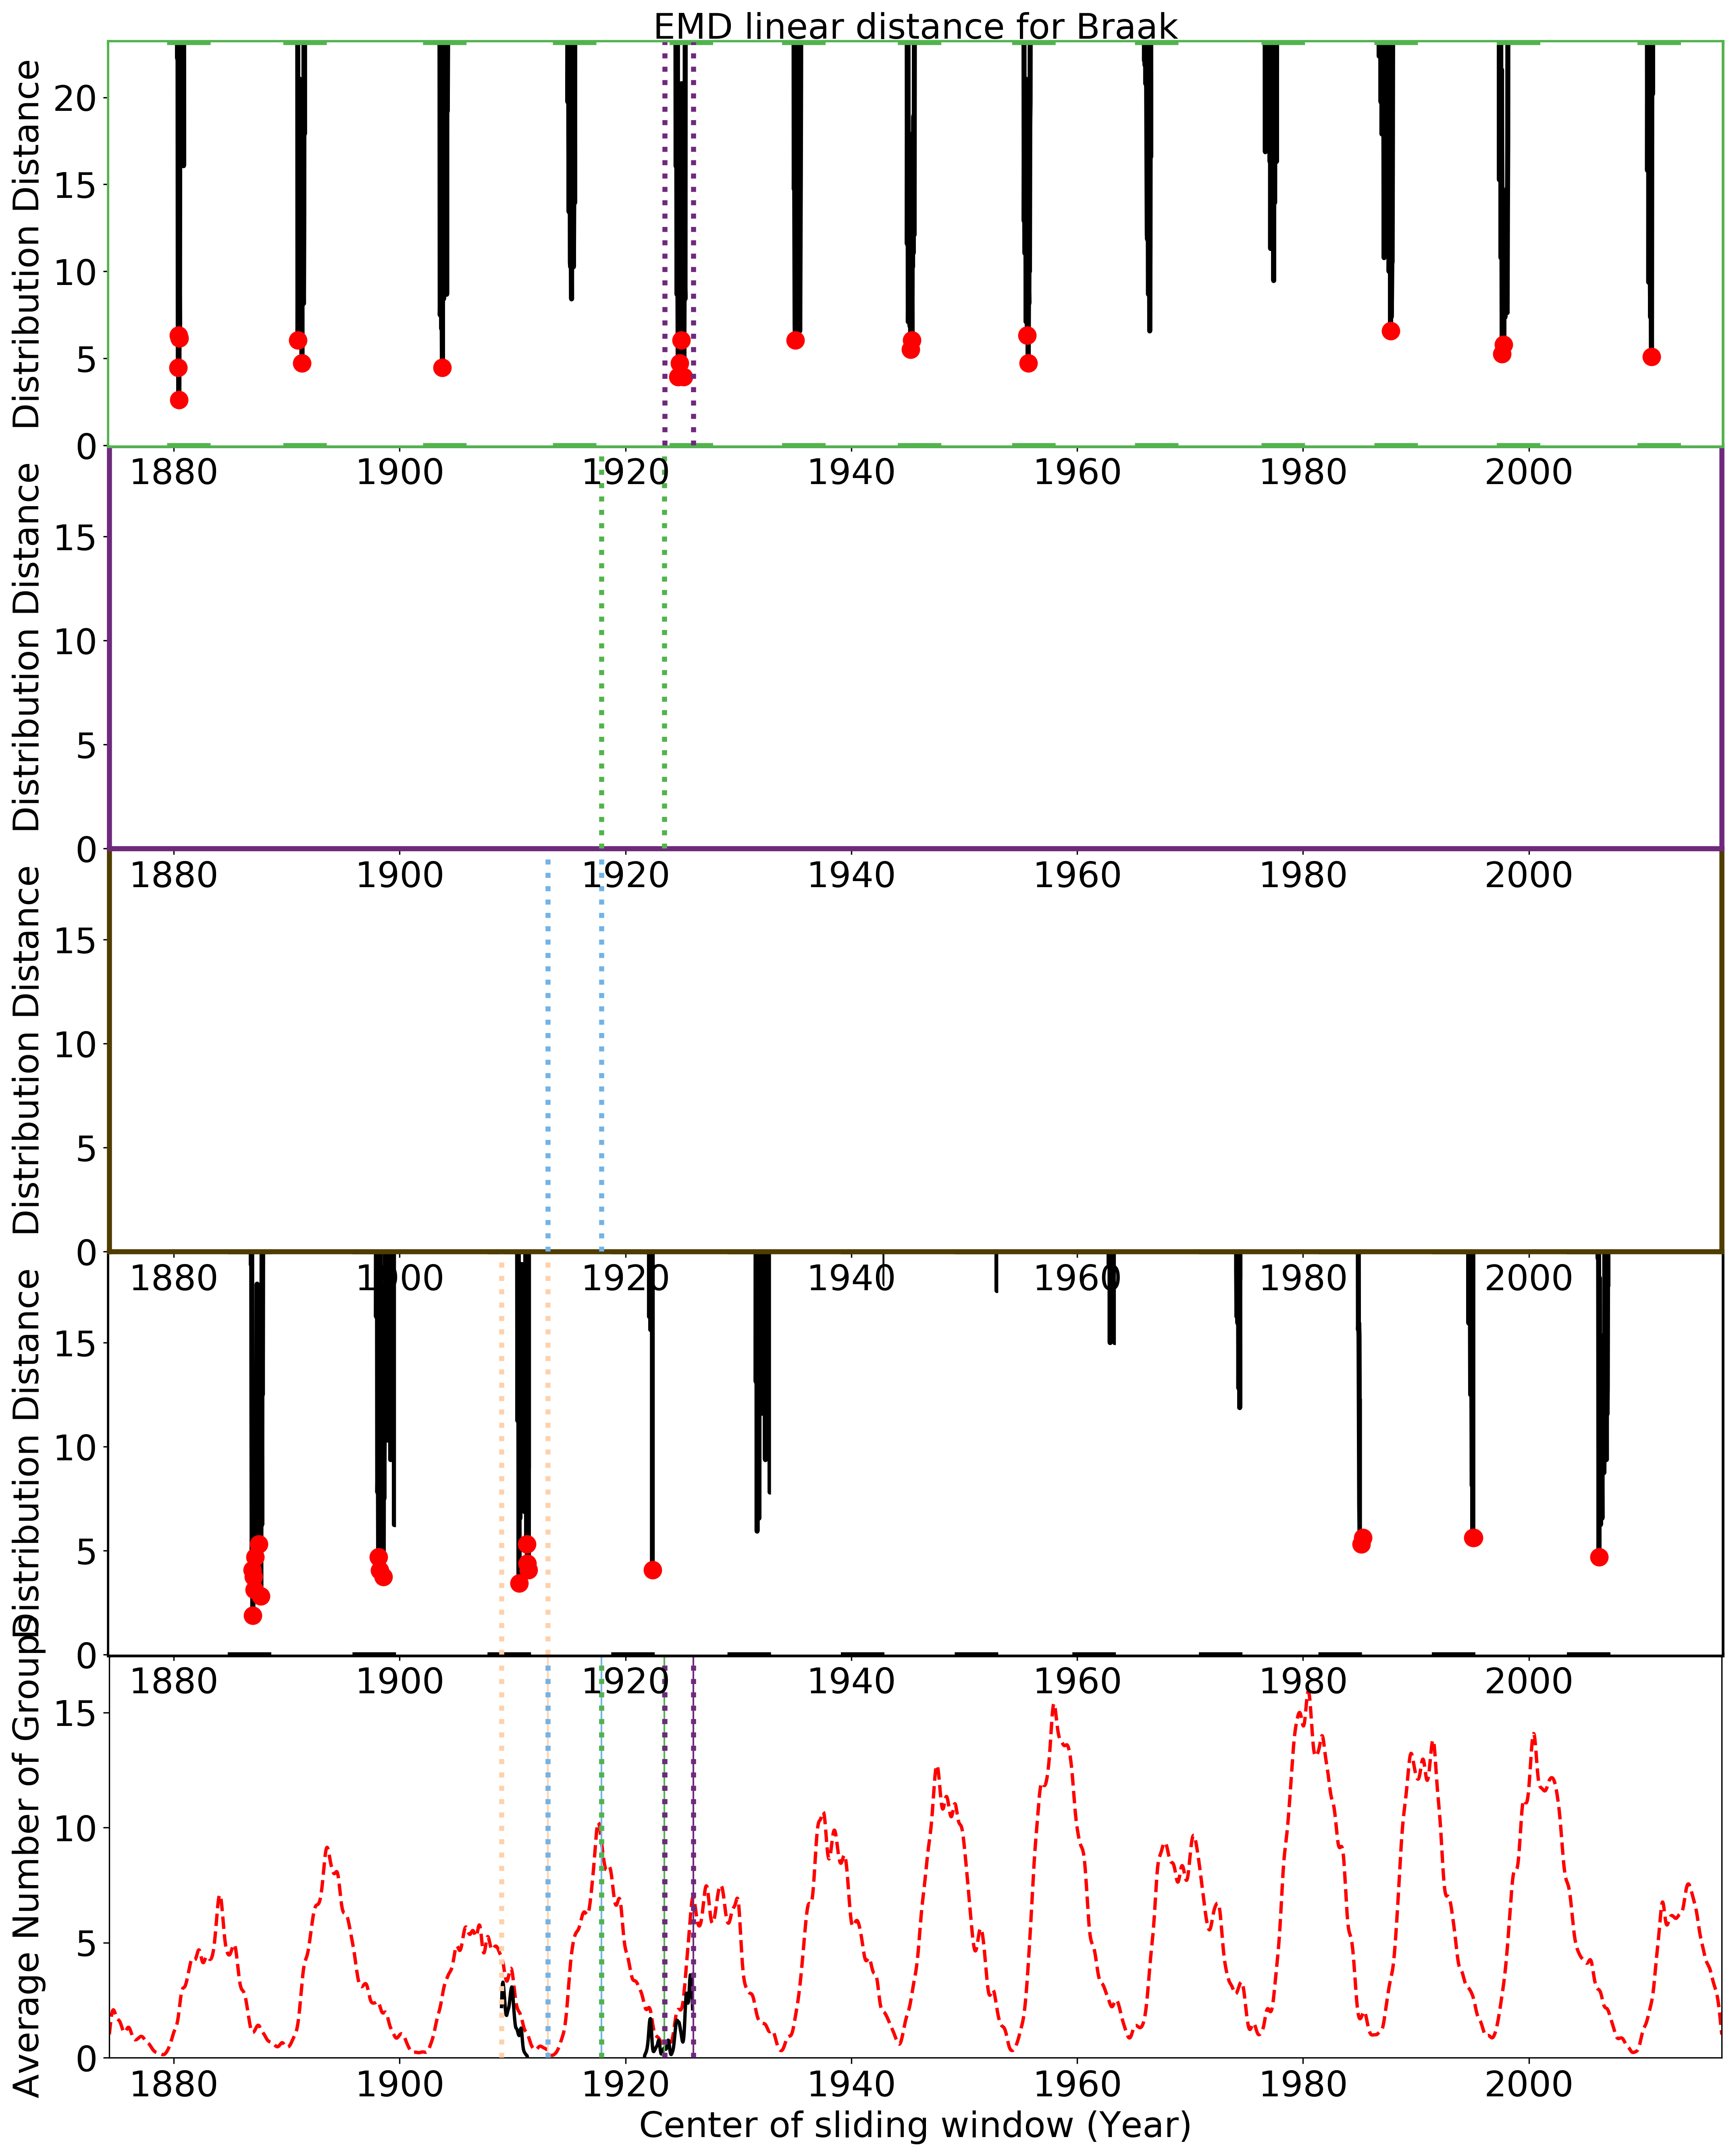 EMD linear distance for Braak
Distribution Distance
20
15
10
5
0
1880 1900 1920 1940 1960 1980 2000
Distribution Distance
15
10
5
0
1880 1900 1920 1940 1960 1980 2000
Distribution Distance
15
10
5
0
1880 1900 1920 1940 1960 1980 2000
Distribution Distance
15
10
5
0
1880 1900 1920 1940 1960 1980 2000
Average Number of Groups
15
10
5
0
1880 1900 1920 1940 1960 1980 2000
Center of sliding window (Year)